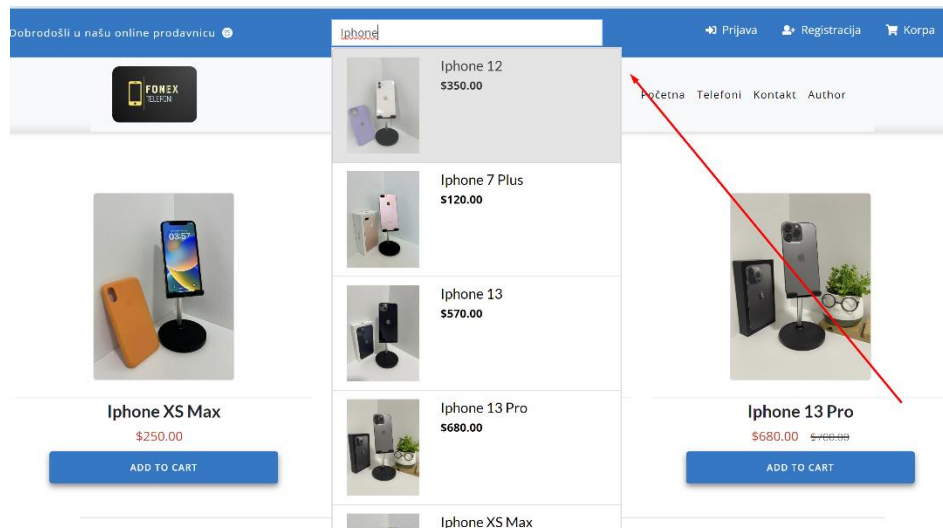 Dobrodošli u našu online prodavnicu
Iphone
Prijava
Registracija
Korpa
FONEX
TELEFONI
Početna Telefoni Kontakt Author
Iphone 12
$350.00
Iphone 7 Plus
$120.00
Iphone 13
$570.00
Iphone 13 Pro
$680.00
Iphone XS Max
03:57
Iphone XS Max
$250.00
ADD TO CART
Iphone 13 Pro
$680.00 $700.00
ADD TO CART